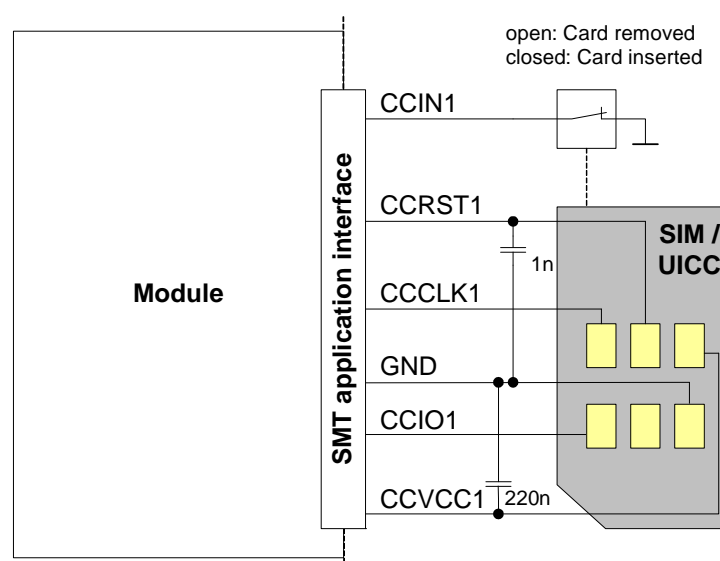 open: Card removed
closed: Card inserted
CCIN1
SMT application interface
CCRST1
SIM /
UICC
1n
Module
CCCLK1
GND
CCIO1
CCVCC1
220n